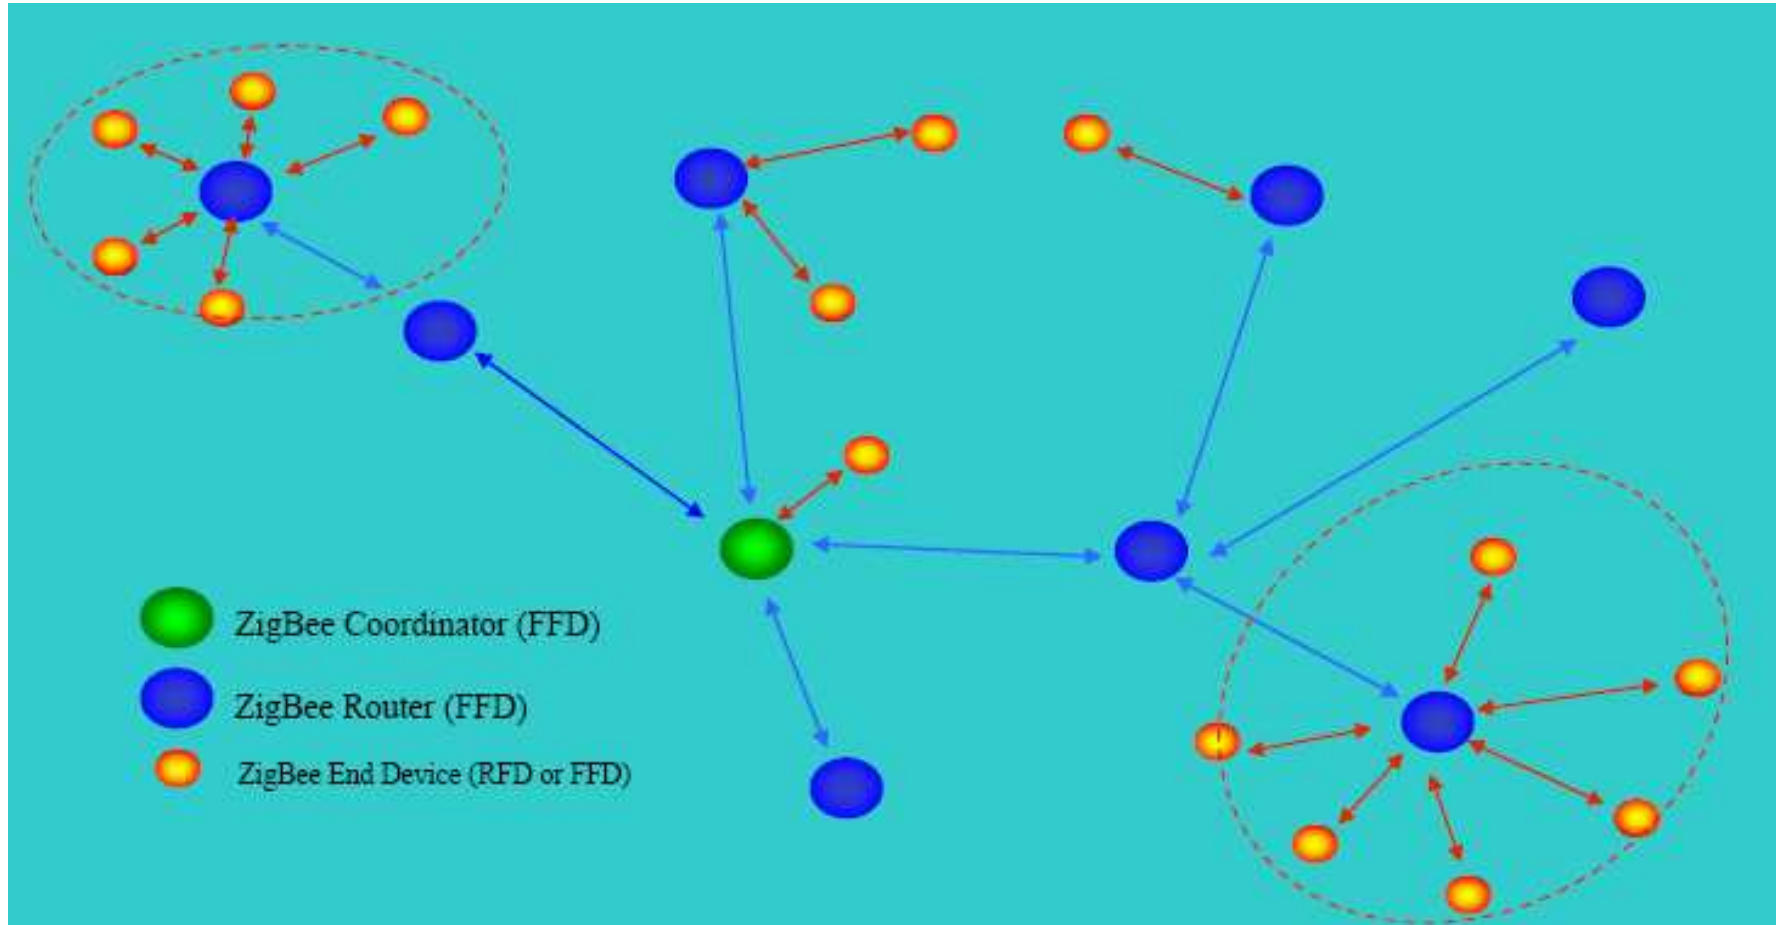 ZigBee Coordinator (FFD)
ZigBee Router (FFD)
ZigBee End Device (RFD or FFD)